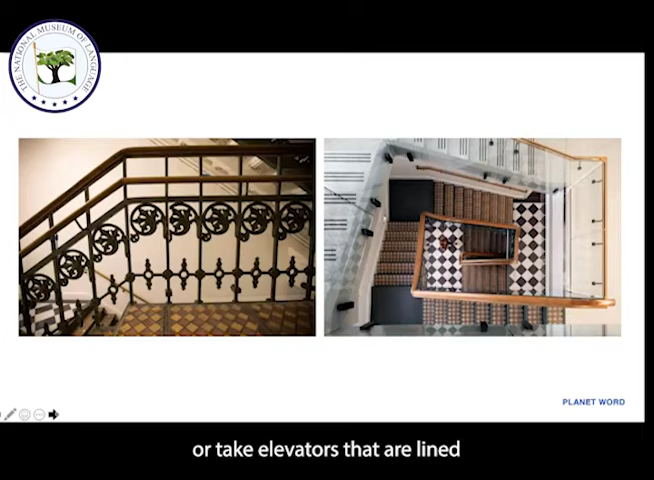 THE NATIONAL MUSEUM OF LANGUAGE
PLANET WORD
or take elevators that are lined